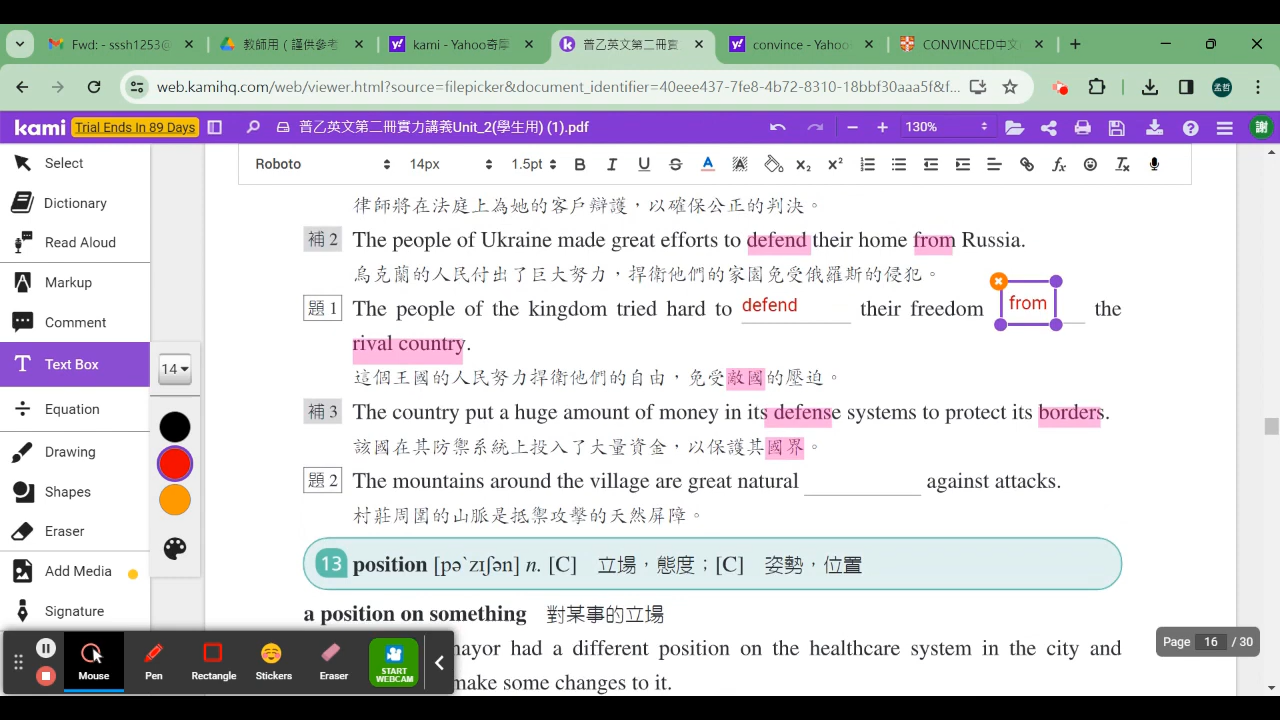 Fwd: - sssh1253@
教師用（謹供參考
kami - Yahoo奇摩
普乙英文第二冊實
convince - Yahoo
CONVINCED中文
web.kamihq.com/web/viewer.html?source=filepicker&document_identifier=40eee437-7fe8-4b72-8310-18bbf30aaa5f&f...
孟哲
kami
Trial Ends In 89 Days
普乙英文第二冊實力講義Unit_2(學生用) (1).pdf
130%
謝
Select
Roboto
14px
1.5pt
Dictionary
Read Aloud
Markup
Comment
Text Box
14
Equation
Drawing
Shapes
Eraser
Add Media
Signature
律師將在法庭上為她的客戶辯護，以確保公正的判決。
補 2 The people of Ukraine made great efforts to defend their home from Russia.
烏克蘭的人民付出了巨大努力，捍衛他們的家園免受俄羅斯的侵犯。
題 1 The people of the kingdom tried hard to defend their freedom from the
rival country.
這個王國的人民努力捍衛他們的自由，免受敵國的壓迫。
補 3 The country put a huge amount of money in its defense systems to protect its borders.
該國在其防禦系統上投入了大量資金，以保護其國界。
題 2 The mountains around the village are great natural against attacks.
村莊周圍的山脈是抵禦攻擊的天然屏障。
13 position [pəˋzɪʃən] n. [C] 立場，態度；[C] 姿勢，位置
a position on something 對某事的立場
mayor had a different position on the healthcare system in the city and
make some changes to it.
Page 16 / 30
Mouse
Pen
Rectangle
Stickers
Eraser
START WEBCAM